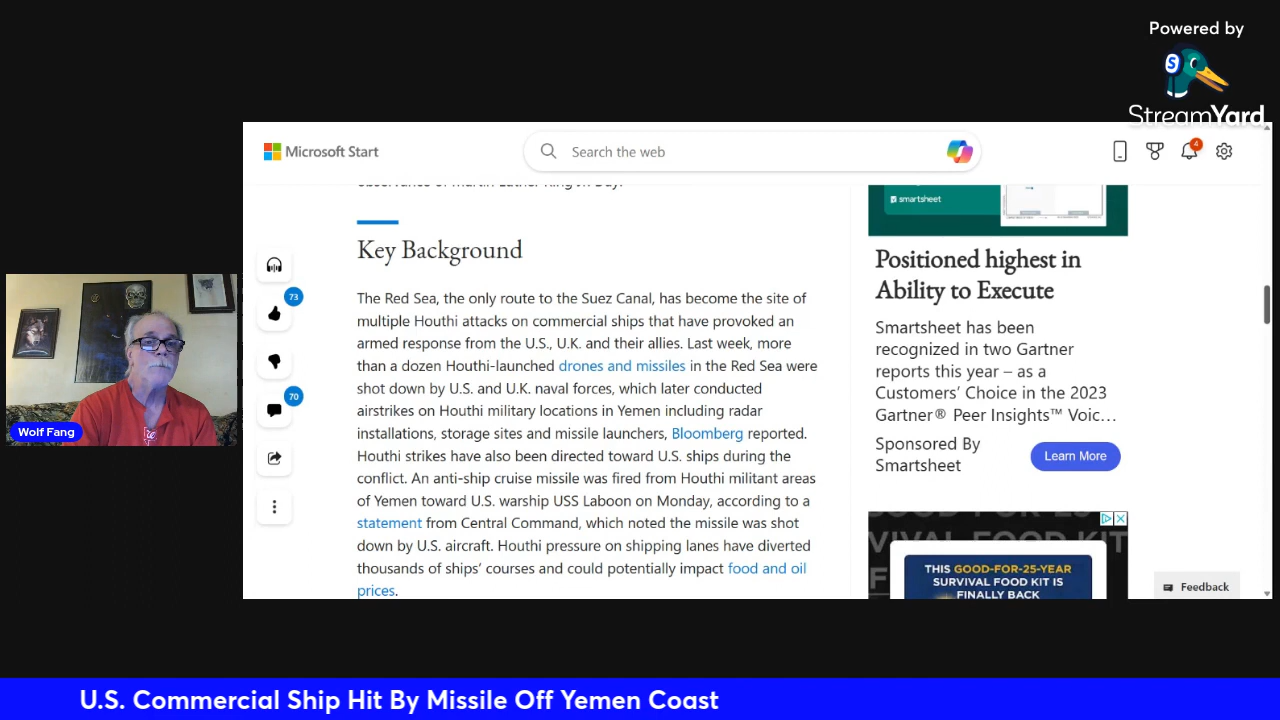 Powered by
StreamYard
Microsoft Start
Search the web
4
observance of Martin Luther King Jr. Day.
smartsheet
Key Background
The Red Sea, the only route to the Suez Canal, has become the site of
multiple Houthi attacks on commercial ships that have provoked an
armed response from the U.S., U.K. and their allies. Last week, more
than a dozen Houthi-launched drones and missiles in the Red Sea were
shot down by U.S. and U.K. naval forces, which later conducted
airstrikes on Houthi military locations in Yemen including radar
installations, storage sites and missile launchers, Bloomberg reported.
Houthi strikes have also been directed toward U.S. ships during the
conflict. An anti-ship cruise missile was fired from Houthi militant areas
of Yemen toward U.S. warship USS Laboon on Monday, according to a
statement from Central Command, which noted the missile was shot
down by U.S. aircraft. Houthi pressure on shipping lanes have diverted
thousands of ships’ courses and could potentially impact food and oil
prices.
73
70
Positioned highest in
Ability to Execute
Smartsheet has been
recognized in two Gartner
reports this year – as a
Customers’ Choice in the 2023
Gartner® Peer Insights™ Voic…
Sponsored By
Smartsheet
Learn More
THIS GOOD-FOR-25-YEAR
SURVIVAL FOOD KIT IS
FINALLY BACK
Feedback
Wolf Fang
U.S. Commercial Ship Hit By Missile Off Yemen Coast